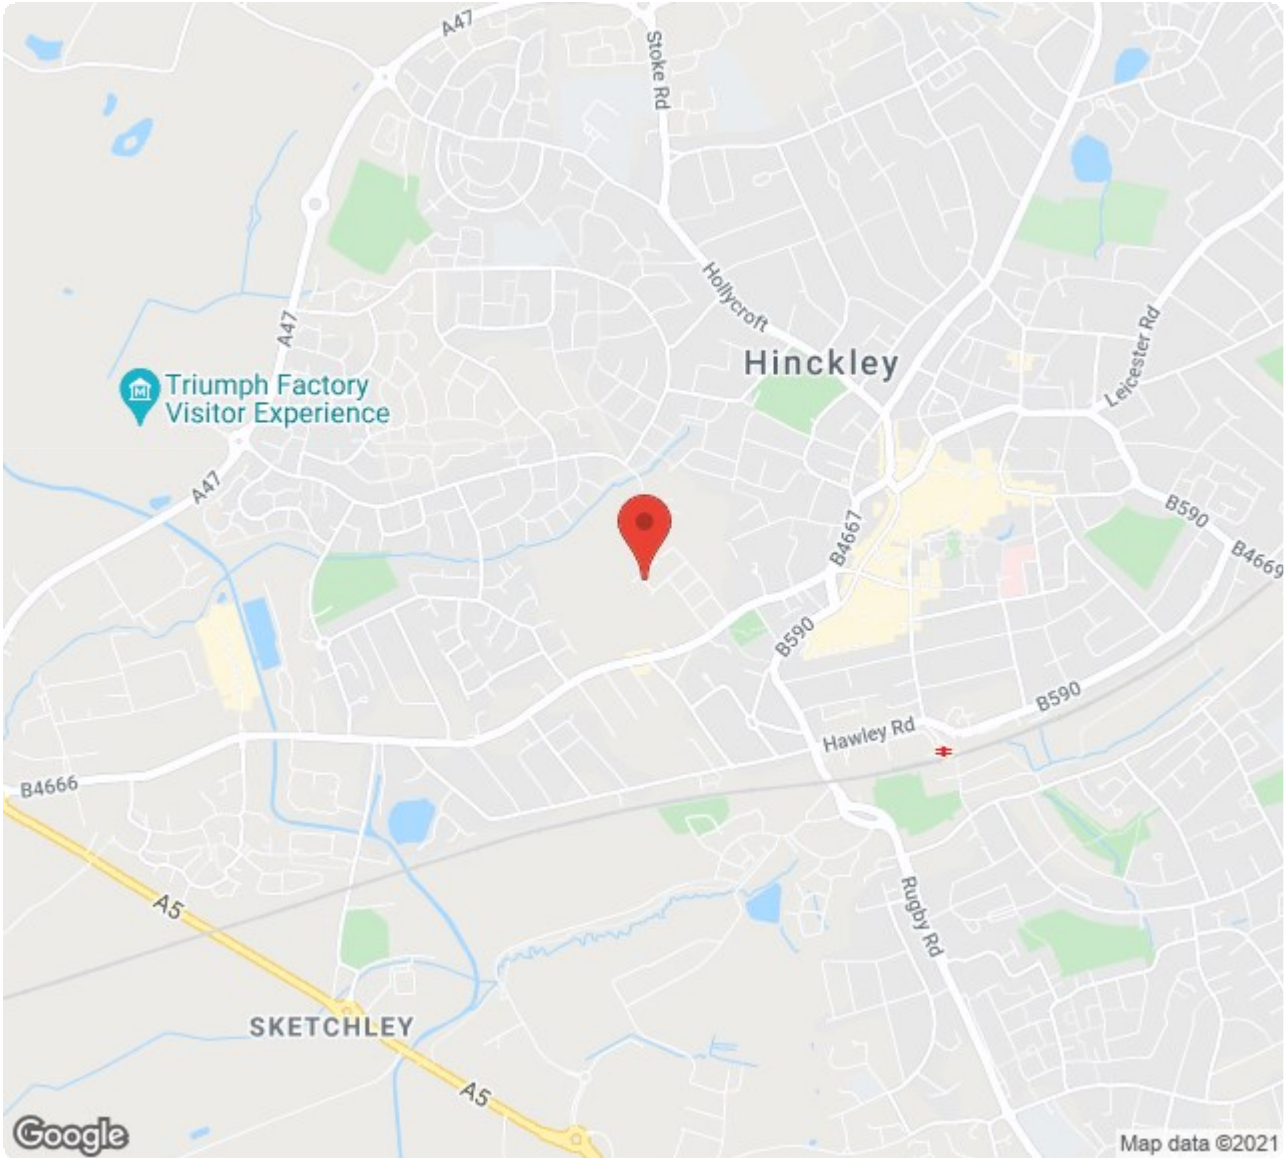 A47
Stoke Rd
Hollycroft
A47
Leicester Rd
Hinckley
Triumph Factory
Visitor Experience
A47
B4667
B590
B4669
B590
B590
Hawley Rd
B4666
A5
Rugby Rd
SKETCHLEY
A5
Google
Map data ©2021